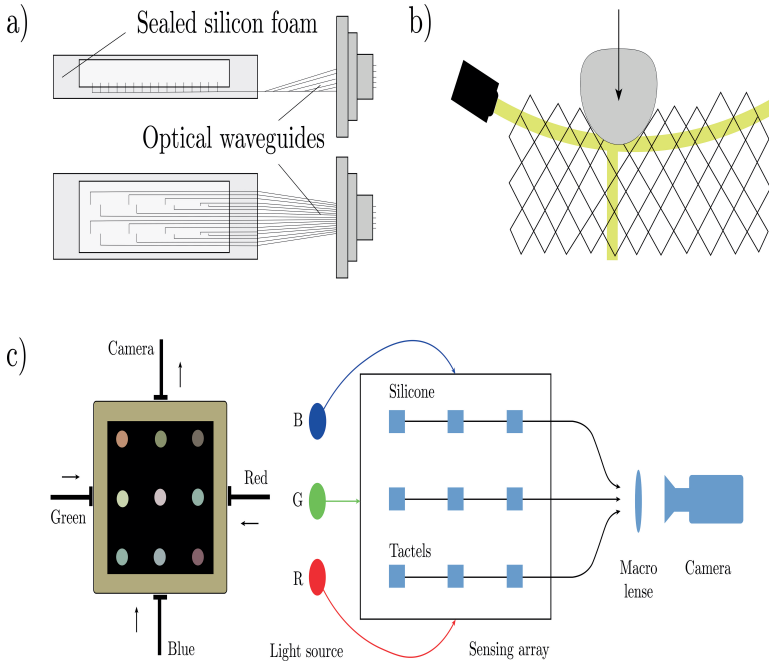 a)
Sealed silicon foam
Optical waveguides
b)
c)
Camera
Red
Green
Blue
B
G
R
Light source
Silicone
Tactels
Sensing array
Macro
lense
Camera